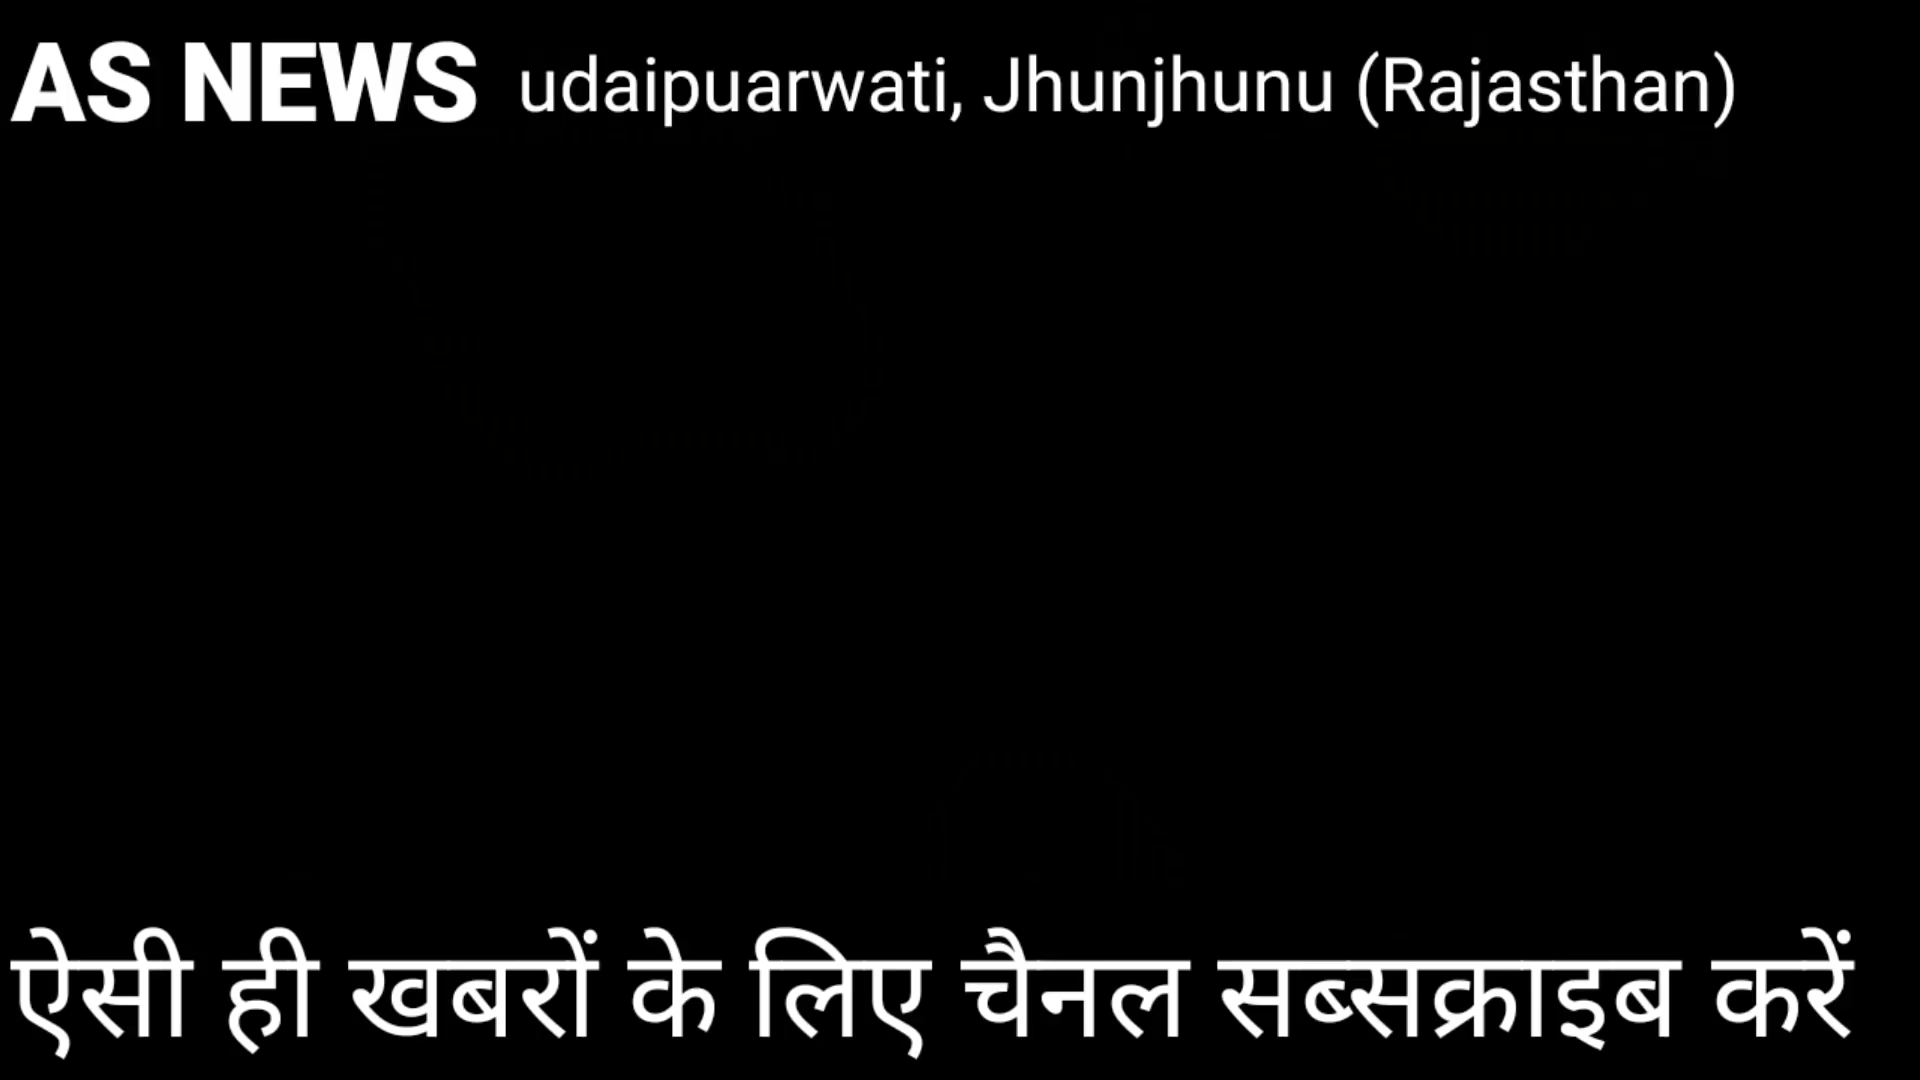 AS NEWS udaipuarwati, Jhunjhunu (Rajasthan)
ऐसी ही खबरों के लिए चैनल सब्सक्राइब करें